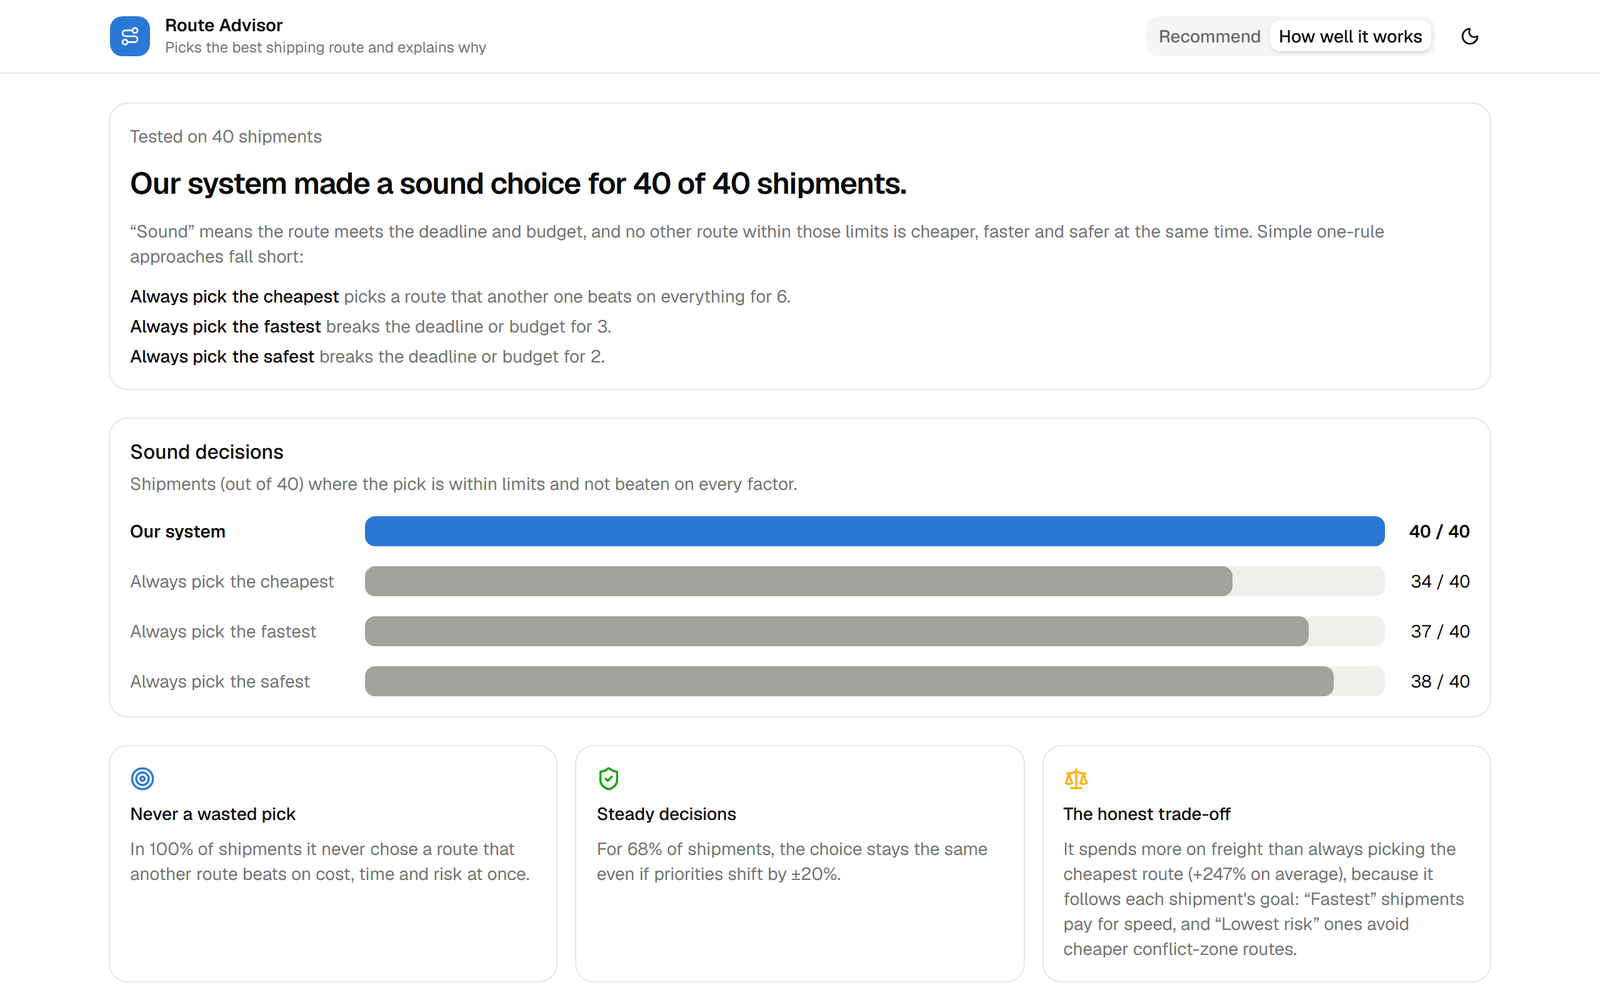 Route Advisor
Picks the best shipping route and explains why
Recommend
How well it works
Tested on 40 shipments
Our system made a sound choice for 40 of 40 shipments.
“Sound” means the route meets the deadline and budget, and no other route within those limits is cheaper, faster and safer at the same time. Simple one-rule
approaches fall short:
Always pick the cheapest picks a route that another one beats on everything for 6.
Always pick the fastest breaks the deadline or budget for 3.
Always pick the safest breaks the deadline or budget for 2.
Sound decisions
Shipments (out of 40) where the pick is within limits and not beaten on every factor.
Our system 40 / 40
Always pick the cheapest 34 / 40
Always pick the fastest 37 / 40
Always pick the safest 38 / 40
Never a wasted pick
In 100% of shipments it never chose a route that
another route beats on cost, time and risk at once.
Steady decisions
For 68% of shipments, the choice stays the same
even if priorities shift by ±20%.
The honest trade-off
It spends more on freight than always picking the
cheapest route (+247% on average), because it
follows each shipment's goal: “Fastest” shipments
pay for speed, and “Lowest risk” ones avoid
cheaper conflict-zone routes.